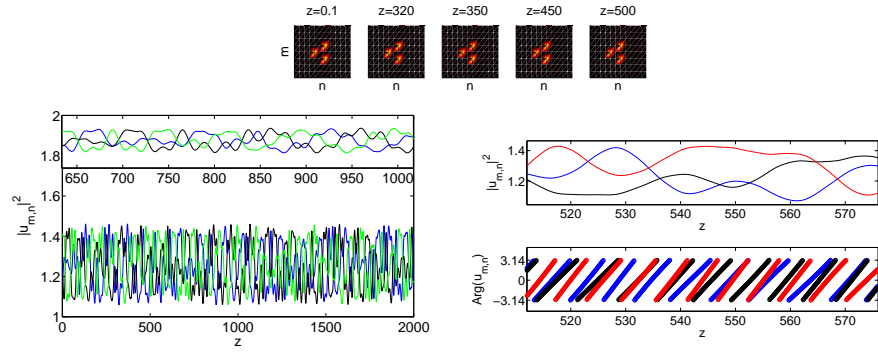 z=0.1 z=320 z=350 z=450 z=500
m
n n n n n
2
1.8
650 700 750 800 850 900 950 1000
1.6
1.4
1.2
1
|u_{m,n}|^2
0 500 1000 1500 2000
z
1.4
1.2
|u_{m,n}|^2
520 530 540 550 560 570
z
3.14
0
−3.14
Arg(u_{m,n})
520 530 540 550 560 570
z